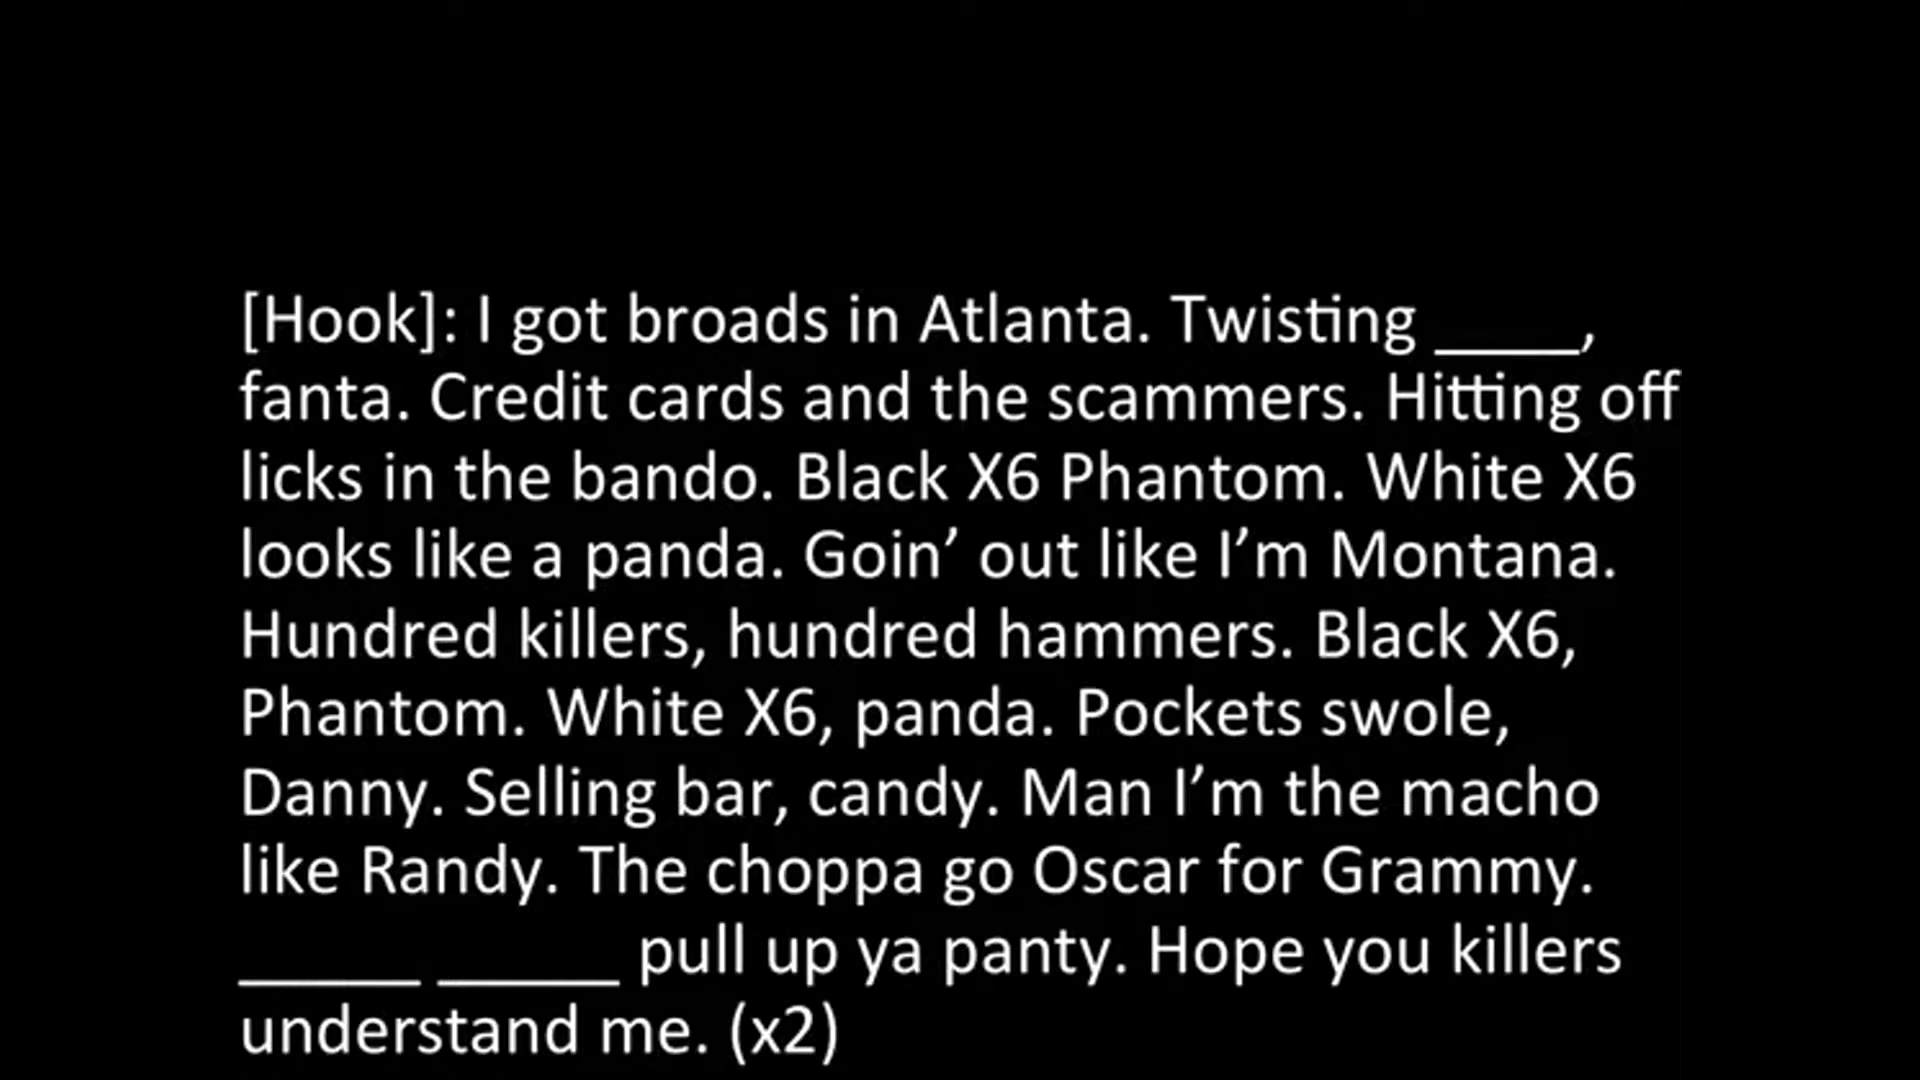 [Hook]: I got broads in Atlanta. Twisting ____,
fanta. Credit cards and the scammers. Hitting off
licks in the bando. Black X6 Phantom. White X6
looks like a panda. Goin’ out like I’m Montana.
Hundred killers, hundred hammers. Black X6,
Phantom. White X6, panda. Pockets swole,
Danny. Selling bar, candy. Man I’m the macho
like Randy. The choppa go Oscar for Grammy.
_____ _____ pull up ya panty. Hope you killers
understand me. (x2)